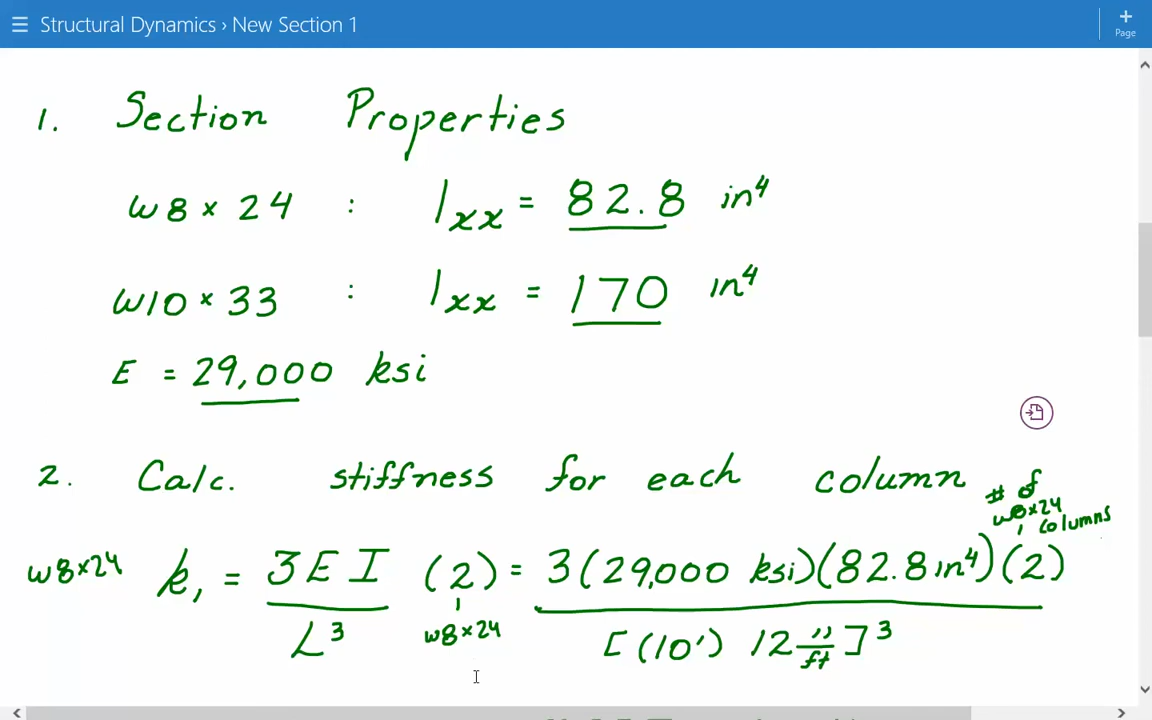 Structural Dynamics › New Section 1
Page
1. Section Properties
W8 × 24 : Ixx = 82.8 in⁴
W10 × 33 : Ixx = 170 in⁴
E = 29,000 ksi
2. Calc. stiffness for each column
# of
W8×24
columns
W8×24 k₁ = 3EI (2) = 3(29,000 ksi)(82.8in⁴)(2)
L³ W8×24 [(10') 12 "/ft]³